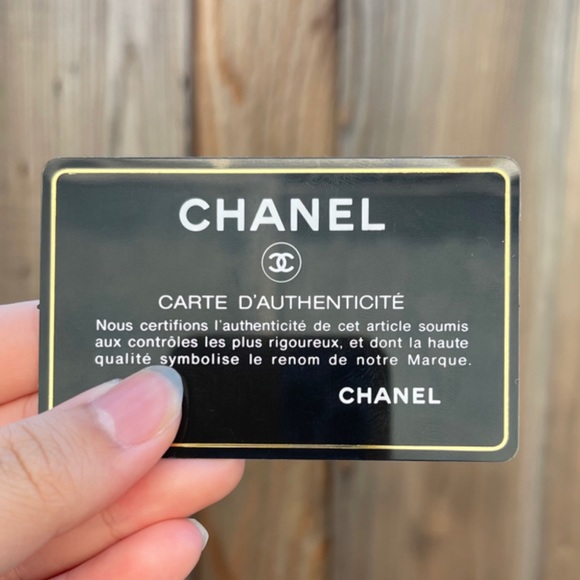 CHANEL
CARTE D'AUTHENTICITÉ
Nous certifions l'authenticité de cet article soumis
aux contrôles les plus rigoureux, et dont la haute
qualité symbolise le renom de notre Marque.
CHANEL